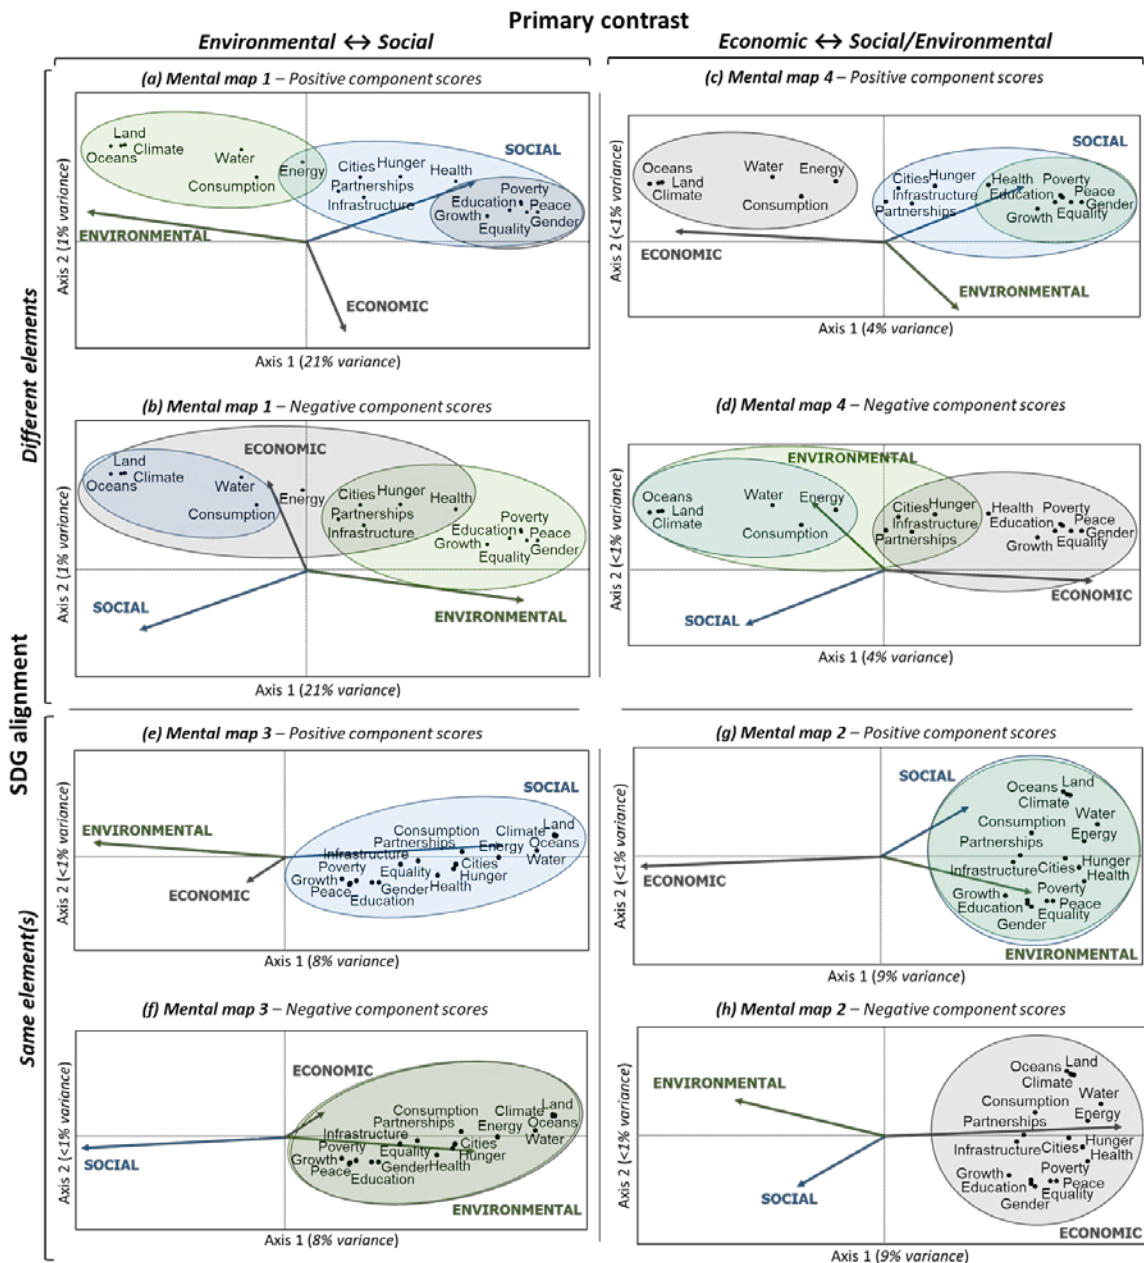 Primary contrast
Environmental ↔ Social
Economic ↔ Social/Environmental
SDG alignment
Different elements
Same element(s)
(a) Mental map 1 – Positive component scores
Land
Oceans
Climate
Water
Consumption
Energy
Cities
Hunger
Health
Partnerships
Infrastructure
SOCIAL
Poverty
Education
Peace
Growth
Gender
Equality
ENVIRONMENTAL
ECONOMIC
Axis 2 (1% variance)
Axis 1 (21% variance)
(c) Mental map 4 – Positive component scores
Oceans
Land
Climate
Water
Energy
Consumption
SOCIAL
Cities
Hunger
Infrastructure
Partnerships
Health
Poverty
Education
Peace
Growth
Gender
Equality
ECONOMIC
ENVIRONMENTAL
Axis 2 (<1% variance)
Axis 1 (4% variance)
(b) Mental map 1 – Negative component scores
ECONOMIC
Land
Oceans
Climate
Water
Consumption
Energy
Cities
Hunger
Health
Partnerships
Infrastructure
Poverty
Education
Peace
Growth
Gender
Equality
SOCIAL
ENVIRONMENTAL
Axis 2 (1% variance)
Axis 1 (21% variance)
(d) Mental map 4 – Negative component scores
ENVIRONMENTAL
Oceans
Land
Climate
Water
Energy
Consumption
Cities
Hunger
Infrastructure
Partnerships
Health
Poverty
Education
Peace
Growth
Gender
Equality
SOCIAL
ECONOMIC
Axis 2 (<1% variance)
Axis 1 (4% variance)
(e) Mental map 3 – Positive component scores
SOCIAL
ENVIRONMENTAL
ECONOMIC
Consumption
Partnerships
Climate
Land
Energy
Oceans
Infrastructure
Water
Poverty
Equality
Cities
Growth
Hunger
Peace
Gender
Health
Education
Axis 2 (<1% variance)
Axis 1 (8% variance)
(g) Mental map 2 – Positive component scores
SOCIAL
Oceans
Land
Climate
Consumption
Water
Partnerships
Energy
Infrastructure
Cities
Hunger
Health
Growth
Poverty
Education
Peace
Equality
Gender
ECONOMIC
ENVIRONMENTAL
Axis 2 (<1% variance)
Axis 1 (9% variance)
(f) Mental map 3 – Negative component scores
ECONOMIC
Consumption
Partnerships
Climate
Land
Oceans
Infrastructure
Water
Poverty
Equality
Cities
Growth
Hunger
Peace
Gender
Health
Education
Energy
SOCIAL
ENVIRONMENTAL
Axis 2 (<1% variance)
Axis 1 (8% variance)
(h) Mental map 2 – Negative component scores
ENVIRONMENTAL
Oceans
Land
Climate
Consumption
Water
Partnerships
Energy
Infrastructure
Cities
Hunger
Health
Growth
Poverty
Education
Peace
Equality
Gender
SOCIAL
ECONOMIC
Axis 2 (<1% variance)
Axis 1 (9% variance)